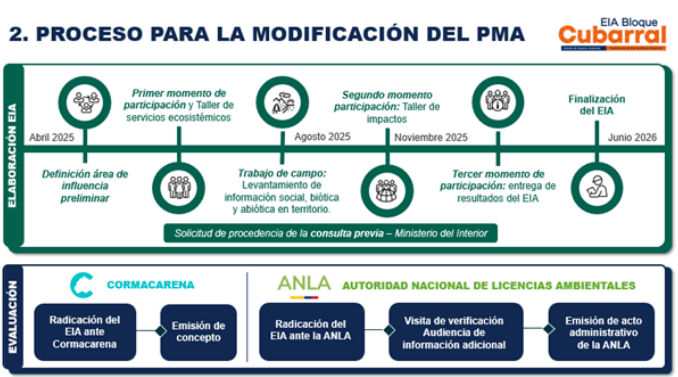 2. PROCESO PARA LA MODIFICACIÓN DEL PMA
EIA Bloque
Cubarral
ELABORACIÓN EIA
Abril 2025
Definición área de
influencia
preliminar
Primer momento de
participación y Taller de
servicios ecosistémicos
Agosto 2025
Trabajo de campo:
Levantamiento de
información social, biótica
y abiótica en territorio.
Segundo momento
participación: Taller de
impactos
Noviembre 2025
Tercer momento de
participación: entrega de
resultados del EIA
Finalización
del EIA
Junio 2026
Solicitud de procedencia de la consulta previa – Ministerio del Interior
EVALUACIÓN
CORMACARENA
Radicación del
EIA ante
Cormacarena
Emisión de
concepto
ANLA
AUTORIDAD NACIONAL DE LICENCIAS AMBIENTALES
Radicación del
EIA ante la ANLA
Visita de verificación
Audiencia de
información adicional
Emisión de acto
administrativo
de la ANLA